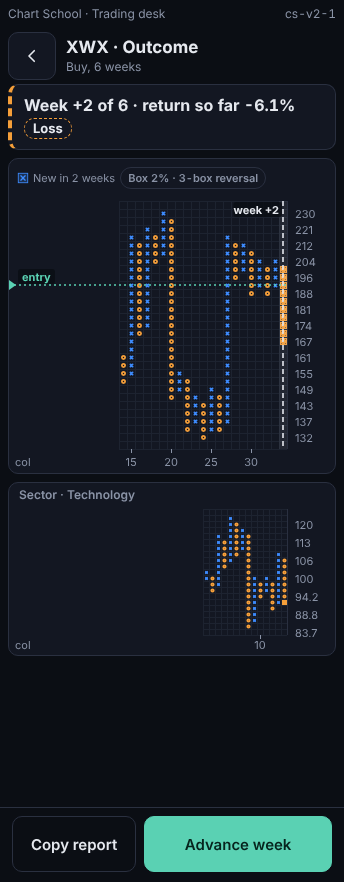 Chart School · Trading desk
cs-v2-1
XWX · Outcome
Buy, 6 weeks
Week +2 of 6 · return so far -6.1%
Loss
New in 2 weeks
Box 2% · 3-box reversal
week +2
entry
230
221
212
204
196
188
181
174
167
161
155
149
143
137
132
col
15
20
25
30
Sector · Technology
120
113
106
100
94.2
88.8
83.7
col
10
Copy report
Advance week